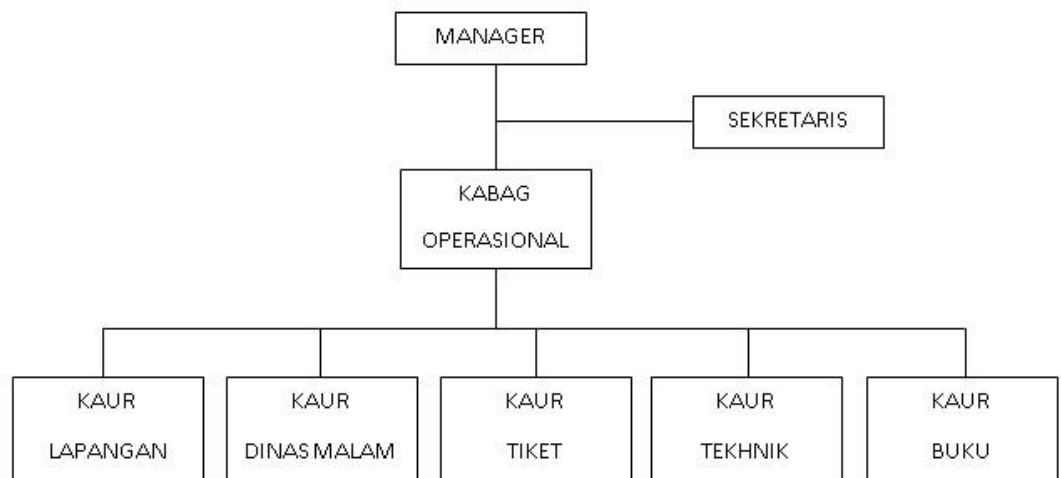 MANAGER
SEKRETARIS
KABAG
OPERASIONAL
KAUR
LAPANGAN
KAUR
DINAS MALAM
KAUR
TIKET
KAUR
TEKHNIK
KAUR
BUKU